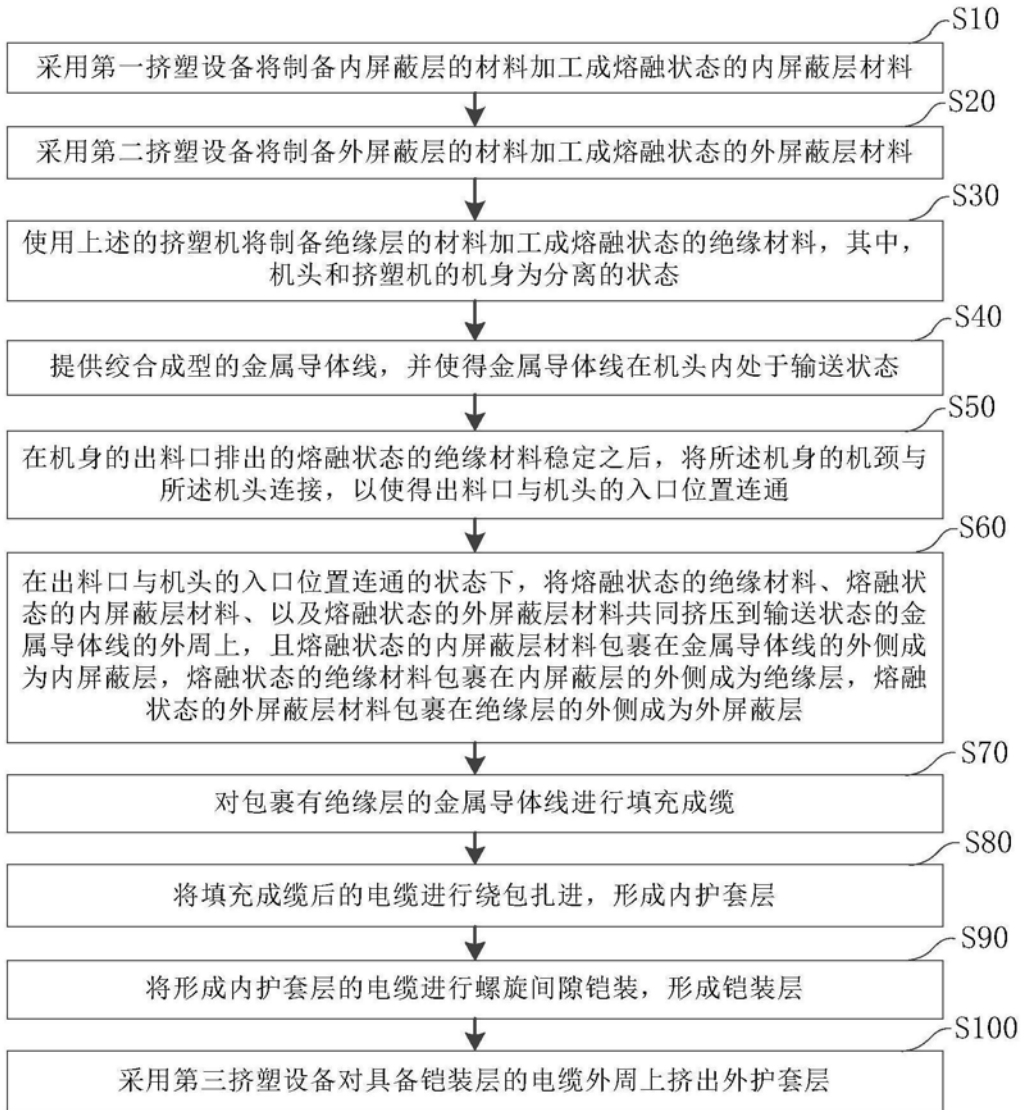 S10
采用第一挤塑设备将制备内屏蔽层的材料加工成熔融状态的内屏蔽层材料
S20
采用第二挤塑设备将制备外屏蔽层的材料加工成熔融状态的外屏蔽层材料
S30
使用上述的挤塑机将制备绝缘层的材料加工成熔融状态的绝缘材料，其中，
机头和挤塑机的机身为分离的状态
S40
提供绞合成型的金属导体线，并使得金属导体线在机头内处于输送状态
S50
在机身的出料口排出的熔融状态的绝缘材料稳定之后，将所述机身的机颈与
所述机头连接，以使得出料口与机头的入口位置连通
S60
在出料口与机头的入口位置连通的状态下，将熔融状态的绝缘材料、熔融状
态的内屏蔽层材料、以及熔融状态的外屏蔽层材料共同挤压到输送状态的金
属导体线的外周上，且熔融状态的内屏蔽层材料包裹在金属导体线的外侧成
为内屏蔽层，熔融状态的绝缘材料包裹在内屏蔽层的外侧成为绝缘层，熔融
状态的外屏蔽层材料包裹在绝缘层的外侧成为外屏蔽层
S70
对包裹有绝缘层的金属导体线进行填充成缆
S80
将填充成缆后的电缆进行绕包扎进，形成内护套层
S90
将形成内护套层的电缆进行螺旋间隙铠装，形成铠装层
S100
采用第三挤塑设备对具备铠装层的电缆外周上挤出外护套层